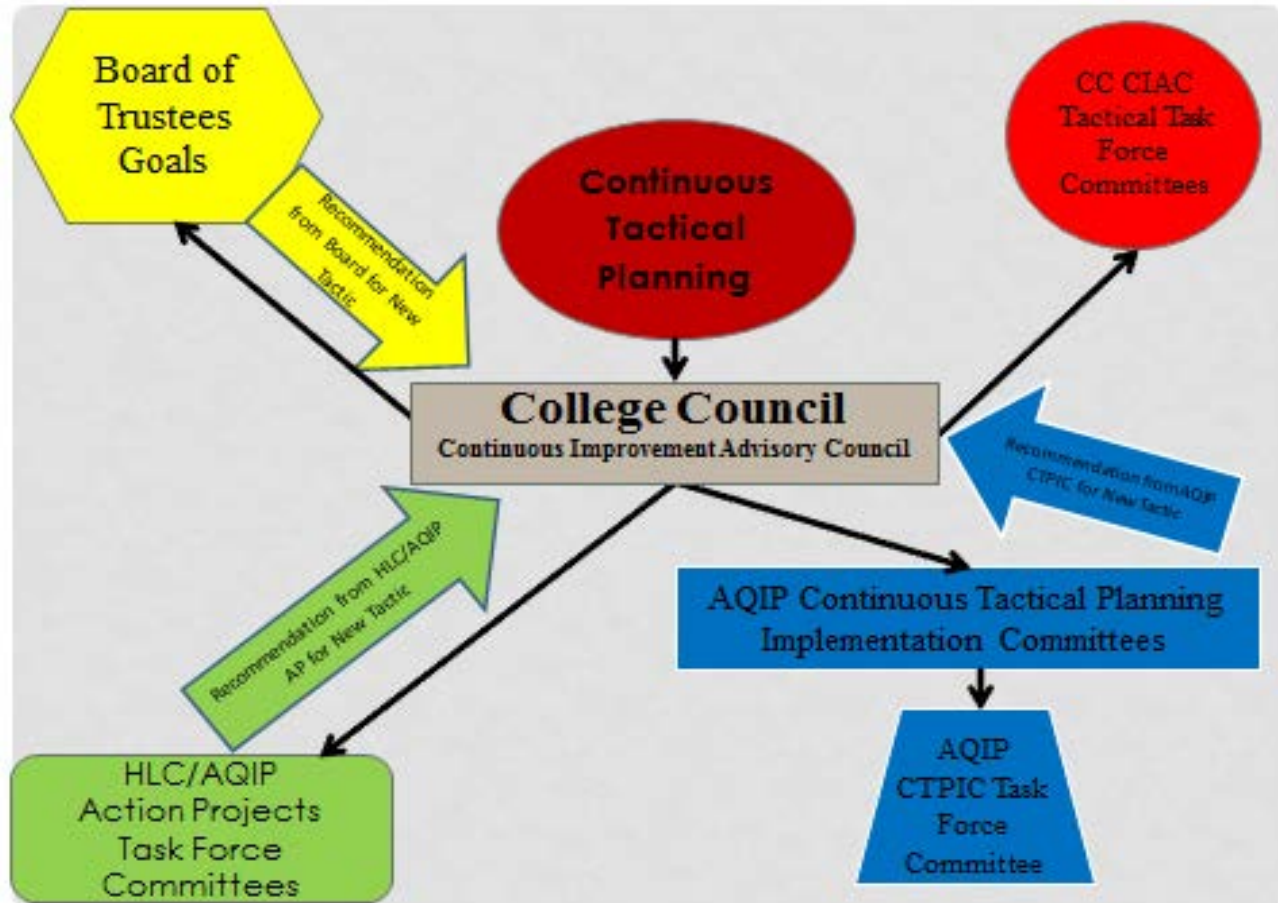 Board of
Trustees
Goals
Recommendation
from Board for New
Tactic
Continuous
Tactical
Planning
CC CIAC
Tactical Task
Force
Committees
College Council
Continuous Improvement Advisory Council
Recommendation from AQIP
CTPIC for New Tactic
Recommendation from HLC/AQIP
AP for New Tactic
AQIP Continuous Tactical Planning
Implementation Committees
HLC/AQIP
Action Projects
Task Force
Committees
AQIP
CTPIC Task
Force
Committee